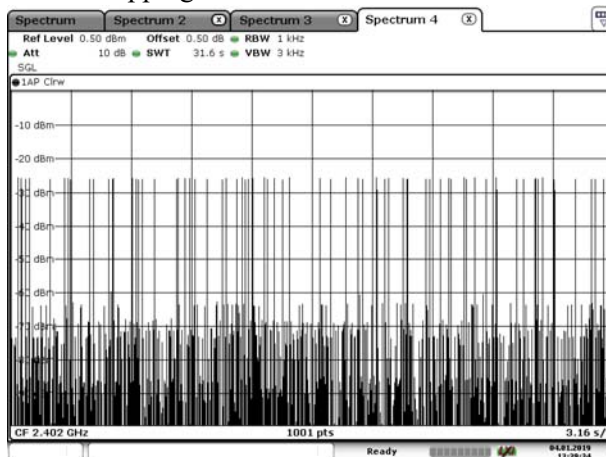 Spectrum Spectrum 2 X Spectrum 3 X Spectrum 4 X
Ref Level 0.50 dBm Offset 0.50 dB RBW 1 kHz
Att 10 dB SWT 31.6 s VBW 3 kHz
SGL
1AP Clrw
-10 dBm
-20 dBm
dBm
dBm
dBm
dBm
dBm
CF 2.402 GHz 1001 pts 3.16 s/
Ready 04.01.2019